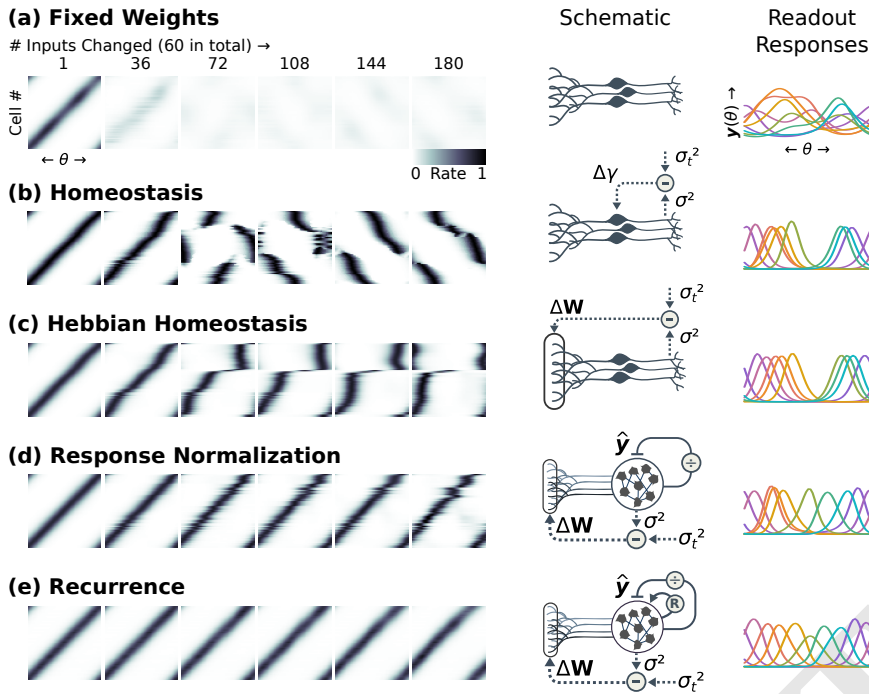 (a) Fixed Weights
Schematic
Readout
Responses
# Inputs Changed (60 in total) →
1 36 72 108 144 180
Cell #
← θ →
0 Rate 1
y(θ) →
← θ →
(b) Homeostasis
Δγ
σt²
-
σ²
(c) Hebbian Homeostasis
ΔW
σt²
-
σ²
(d) Response Normalization
ŷ
÷
σ²
ΔW
-
σt²
(e) Recurrence
ŷ
÷
R
σ²
ΔW
-
σt²